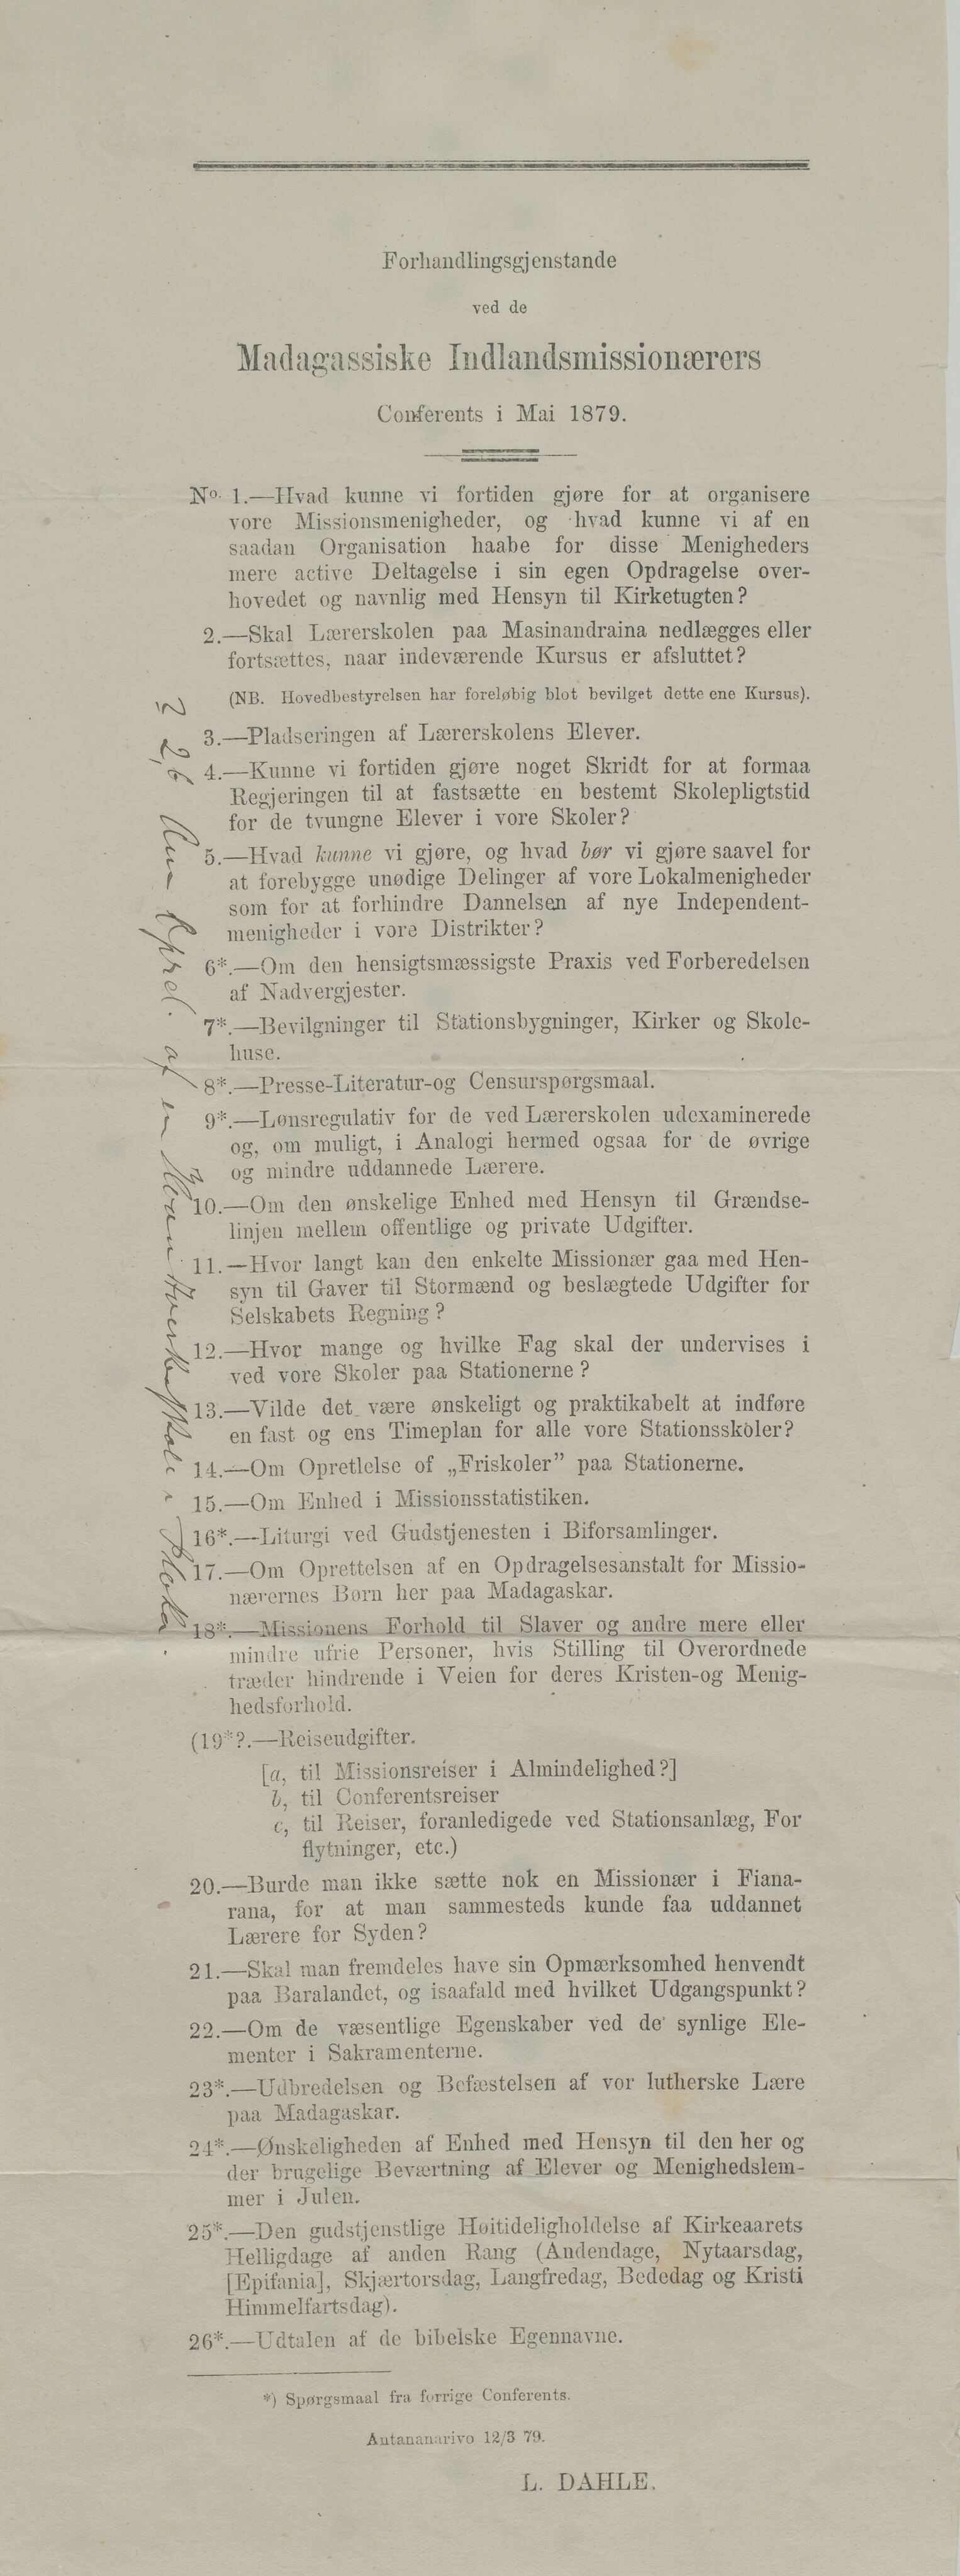 Forhandlingsgjenstande
ved de
Madagassiske Indlandsmissionærers
Conferents i Mai 1879.
No. 1.—Hvad kunne vi fortiden gjøre for at organisere
vore Missionsmenigheder, og hvad kunne vi af en
saadan Organisation haabe for disse Menigheders
mere active Deltagelse i sin egen Opdragelse over-
hovedet og navnlig med Hensyn til Kirketugten?
2.—Skal Lærerskolen paa Masinandraina nedlægges eller
fortsættes, naar indeværende Kursus er afsluttet?
(NB. Hovedbestyrelsen har foreløbig blot bevilget dette ene Kursus).
3.—Pladseringen af Lærerskolens Elever.
4.—Kunne vi fortiden gjøre noget Skridt for at formaa
Regjeringen til at fastsætte en bestemt Skolepligtstid
for de tvungne Elever i vore Skoler?
5.—Hvad kunne vi gjøre, og hvad bør vi gjøre saavel for
at forebygge unødige Delinger af vore Lokalmenigheder
som for at forhindre Dannelsen af nye Independent-
menigheder i vore Distrikter?
6*.—Om den hensigtsmæssigste Praxis ved Forberedelsen
af Nadvergjester.
7*.—Bevilgninger til Stationsbygninger, Kirker og Skole-
huse.
8*.—Presse-Literatur-og Censurspørgsmaal.
9*.—Lønsregulativ for de ved Lærerskolen udexaminerede
og, om muligt, i Analogi hermed ogsaa for de øvrige
og mindre uddannede Lærere.
10.—Om den ønskelige Enhed med Hensyn til Grændse-
linjen mellem offentlige og private Udgifter.
11.—Hvor langt kan den enkelte Missionær gaa med Hen-
syn til Gaver til Stormænd og beslægtede Udgifter for
Selskabets Regning?
12.—Hvor mange og hvilke Fag skal der undervises i
ved vore Skoler paa Stationerne?
13.—Vilde det være ønskeligt og praktikabelt at indføre
en fast og ens Timeplan for alle vore Stationsskoler?
14.—Om Opretlelse of „Friskoler” paa Stationerne.
15.—Om Enhed i Missionsstatistiken.
16*.—Liturgi ved Gudstjenesten i Biforsamlinger.
17.—Om Oprettelsen af en Opdragelsesanstalt for Missio-
nærernes Børn her paa Madagaskar.
18*.—Missionens Forhold til Slaver og andre mere eller
mindre ufrie Personer, hvis Stilling til Overordnede
træder hindrende i Veien for deres Kristen-og Menig-
hedsforhold.
(19*?.—Reiseudgifter.
[a, til Missionsreiser i Almindelighed?]
b, til Conferentsreiser
c, til Reiser, foranledigede ved Stationsanlæg, For
flytninger, etc.)
20.—Burde man ikke sætte nok en Missionær i Fiana-
rana, for at man sammesteds kunde faa uddannet
Lærere for Syden?
21.—Skal man fremdeles have sin Opmærksomhed henvendt
paa Baralandet, og isaafald med hvilket Udgangspunkt?
22.—Om de væsentlige Egenskaber ved de synlige Ele-
menter i Sakramenterne.
23*.—Udbredelsen og Befæstelsen af vor lutherske Lære
paa Madagaskar.
24*.—Ønskeligheden af Enhed med Hensyn til den her og
der brugelige Beværtning af Elever og Menighedslem-
mer i Julen.
25*.—Den gudstjenstlige Høitideligholdelse af Kirkeaarets
Helligdage af anden Rang (Andendage, Nytaarsdag,
[Epifania], Skjærtorsdag, Langfredag, Bededag og Kristi
Himmelfartsdag).
26*.—Udtalen af de bibelske Egennavne.
*) Spørgsmaal fra forrige Conferents.
Antananarivo 12/3 79.
L. DAHLE.
af en